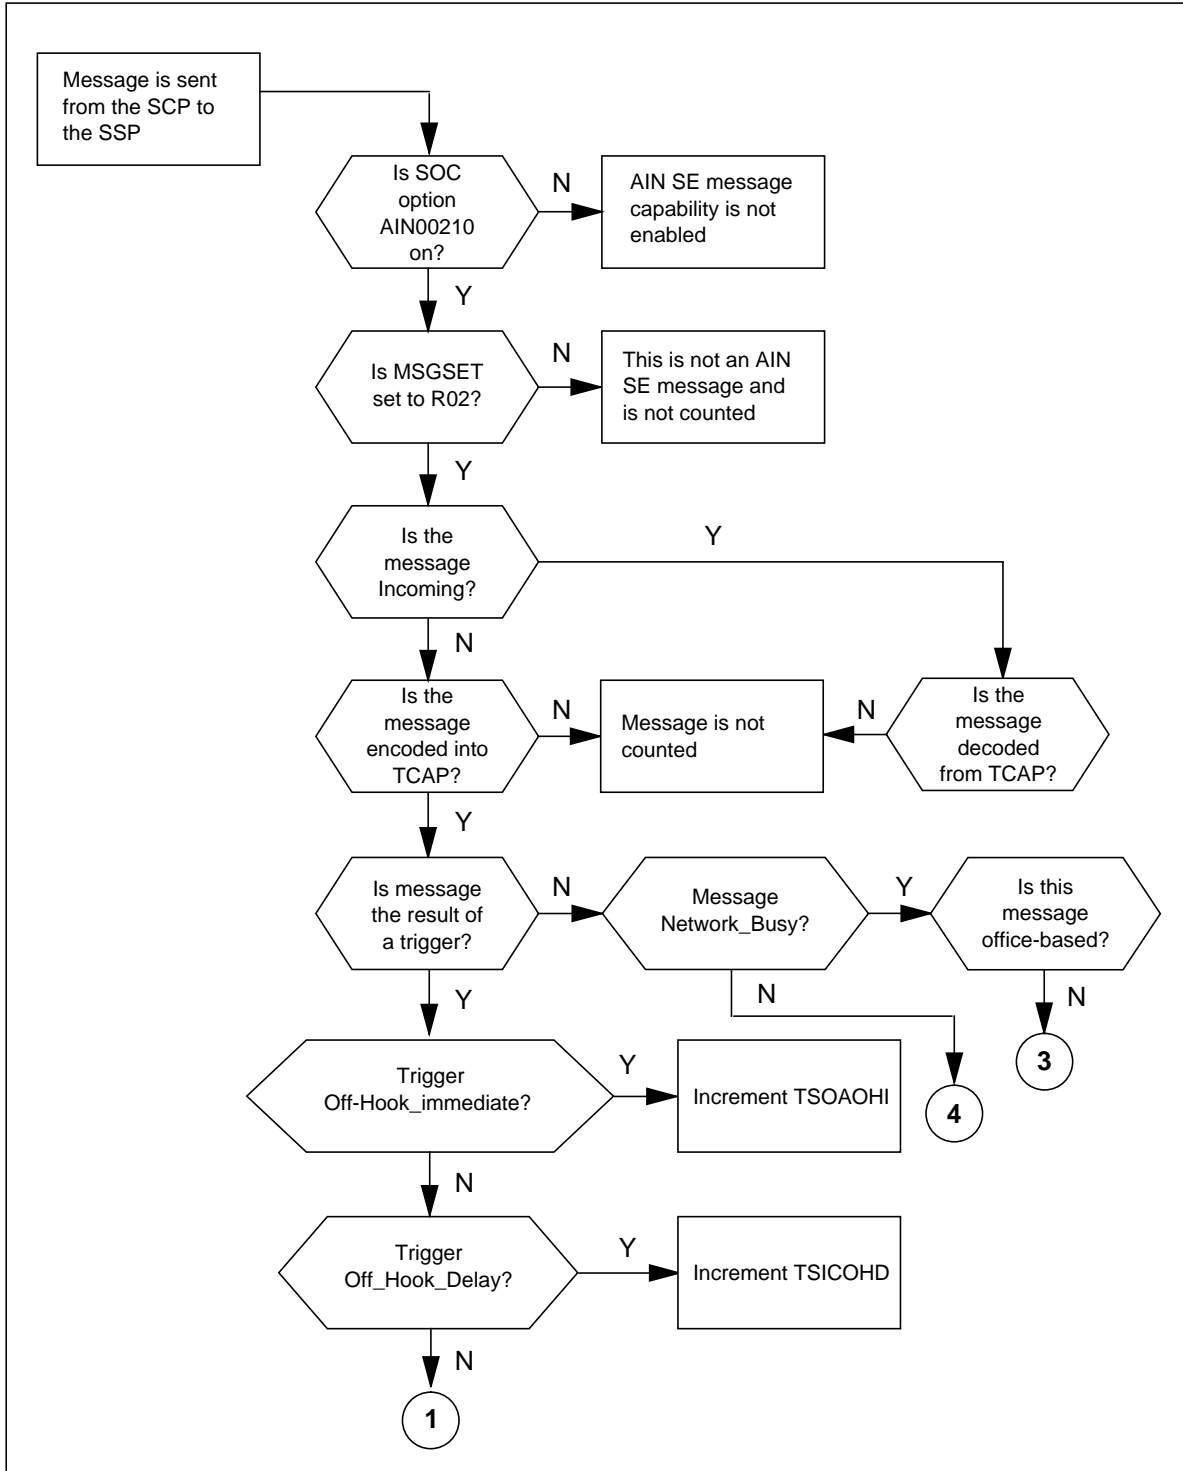 Message is sent
from the SCP to
the SSP
Is SOC
option
AIN00210
on?
N
AIN SE message
capability is not
enabled
Y
Is MSGSET
set to R02?
N
This is not an AIN
SE message and
is not counted
Y
Is the
message
Incoming?
Y
N
Is the
message
encoded into
TCAP?
N
Message is not
counted
N
Is the
message
decoded
from TCAP?
Y
Is message
the result of
a trigger?
N
Message
Network_Busy?
Y
Is this
message
office-based?
Y
N
N
3
4
Trigger
Off-Hook_immediate?
Y
Increment TSOAOHI
N
Trigger
Off_Hook_Delay?
Y
Increment TSICOHD
N
1